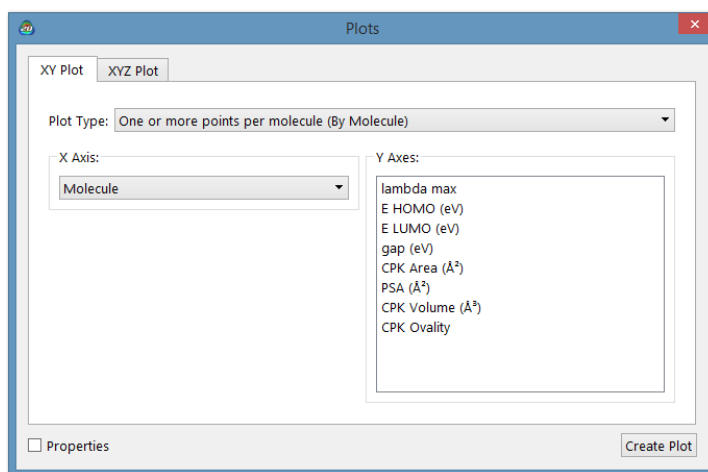 Plots
XY Plot XYZ Plot
Plot Type: One or more points per molecule (By Molecule)
X Axis:
Molecule
Y Axes:
lambda max
E HOMO (eV)
E LUMO (eV)
gap (eV)
CPK Area (Å²)
PSA (Å²)
CPK Volume (Å³)
CPK Ovality
Properties
Create Plot